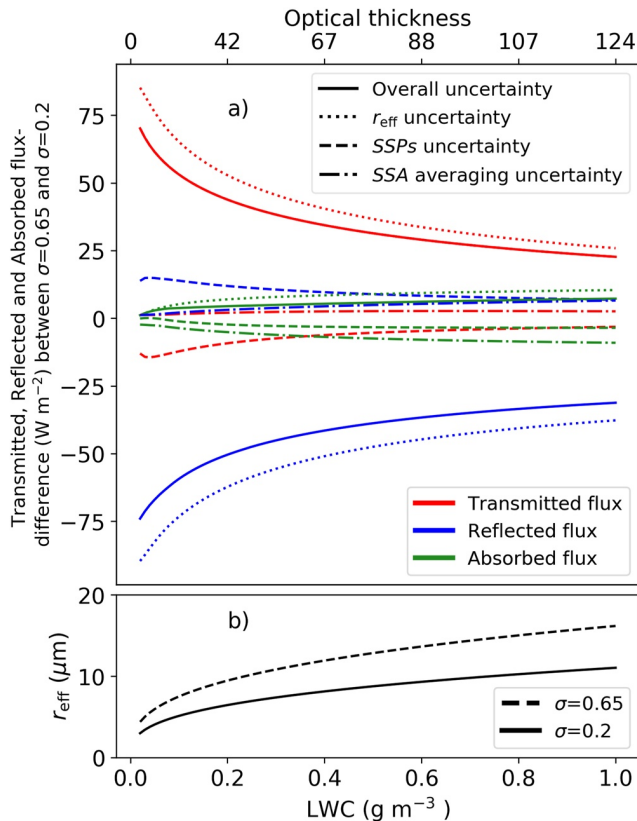 Optical thickness
0 42 67 88 107 124
a)
Overall uncertainty
r_eff uncertainty
SSPs uncertainty
SSA averaging uncertainty
Transmitted, Reflected and Absorbed flux-
difference (W m⁻²) between σ=0.65 and σ=0.2
75
50
25
0
−25
−50
−75
Transmitted flux
Reflected flux
Absorbed flux
b)
r_eff (μm)
20
10
0
σ=0.65
σ=0.2
0.0 0.2 0.4 0.6 0.8 1.0
LWC (g m⁻³ )